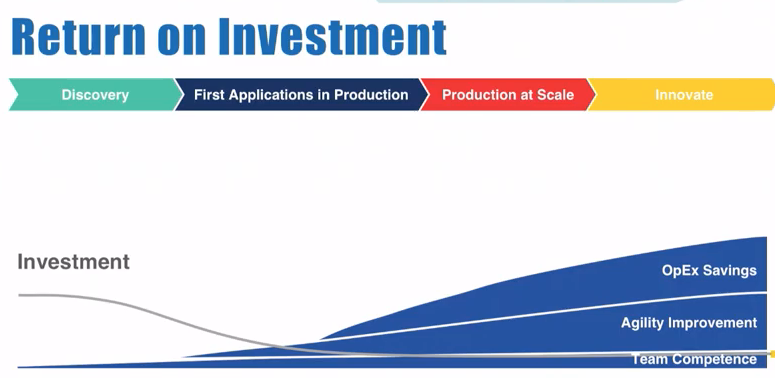 Return on Investment
Discovery
First Applications in Production
Production at Scale
Innovate
Investment
OpEx Savings
Agility Improvement
Team Competence